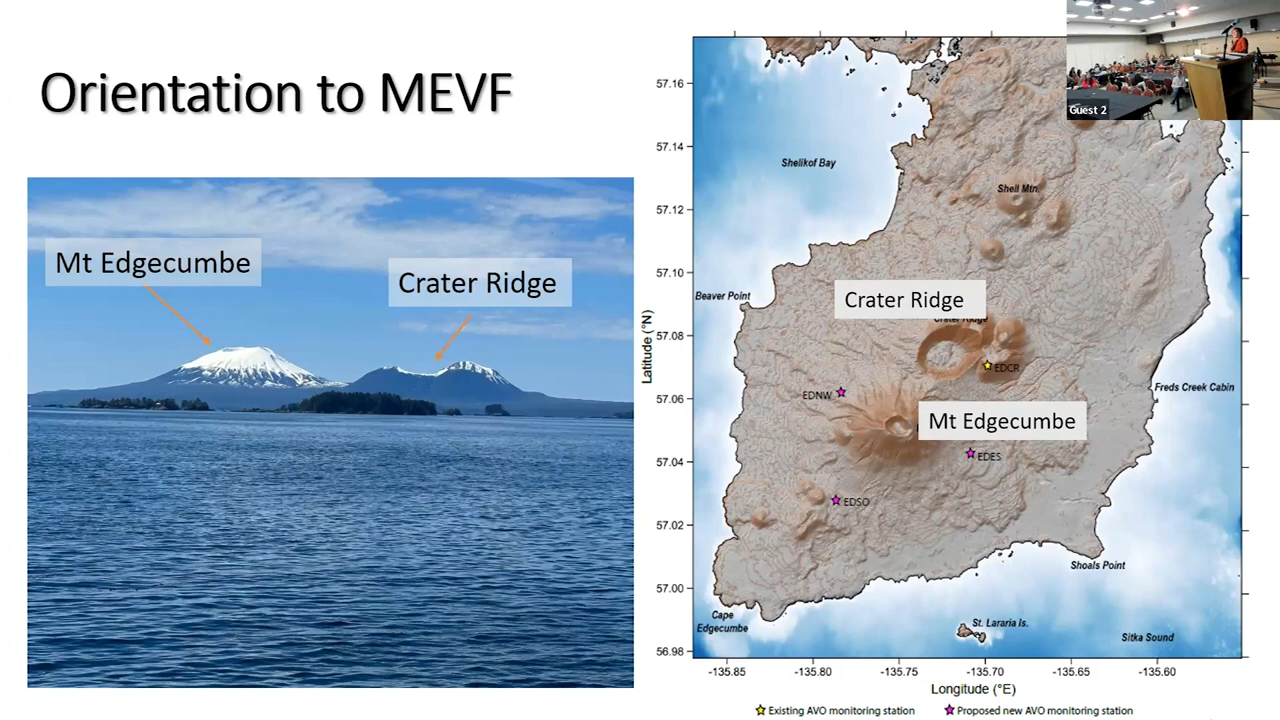 Orientation to MEVF
Mt Edgecumbe
Crater Ridge
Guest 2
57.16
57.14
57.12
57.10
57.08
57.06
57.04
57.02
57.00
56.98
Latitude (°N)
Shelikof Bay
Shell Mtn.
Beaver Point
Crater Ridge
Crater Ridge
EDCR
Freds Creek Cabin
EDNW
Mt Edgecumbe
EDES
EDSO
Shoals Point
Cape
Edgecumbe
St. Lararia Is.
Sitka Sound
-135.85
-135.80
-135.75
-135.70
-135.65
-135.60
Longitude (°E)
Existing AVO monitoring station
Proposed new AVO monitoring station